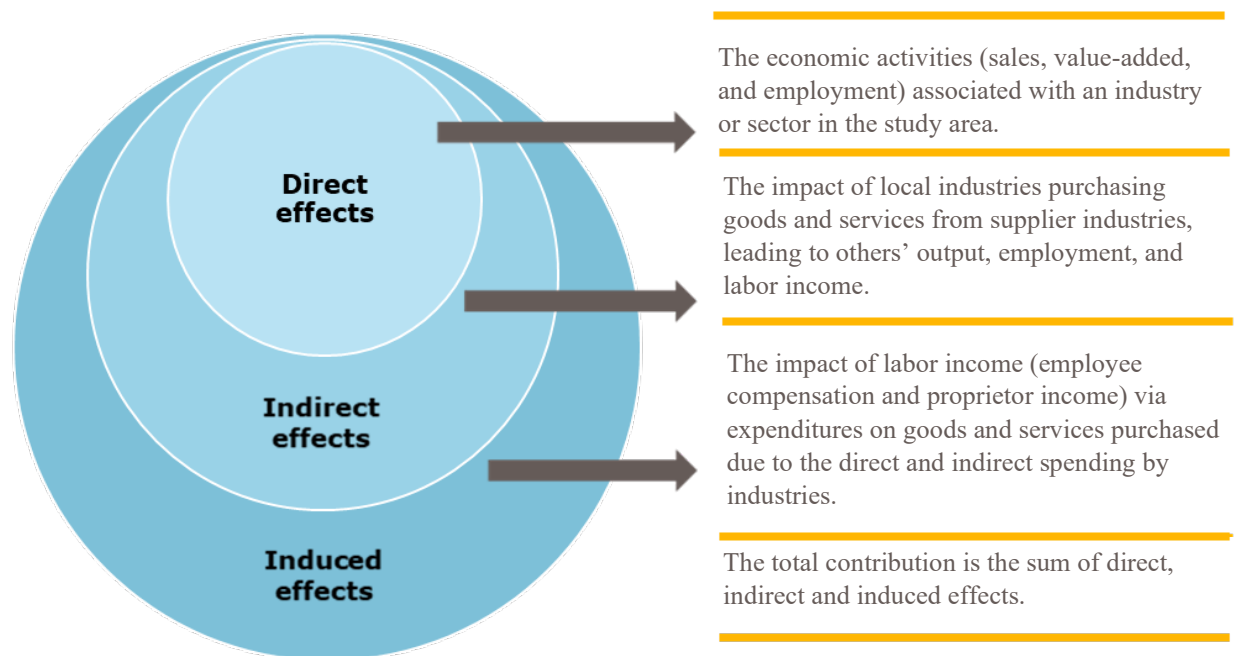 Direct
effects
Indirect
effects
Induced
effects
The economic activities (sales, value-added,
and employment) associated with an industry
or sector in the study area.
The impact of local industries purchasing
goods and services from supplier industries,
leading to others’ output, employment, and
labor income.
The impact of labor income (employee
compensation and proprietor income) via
expenditures on goods and services purchased
due to the direct and indirect spending by
industries.
The total contribution is the sum of direct,
indirect and induced effects.